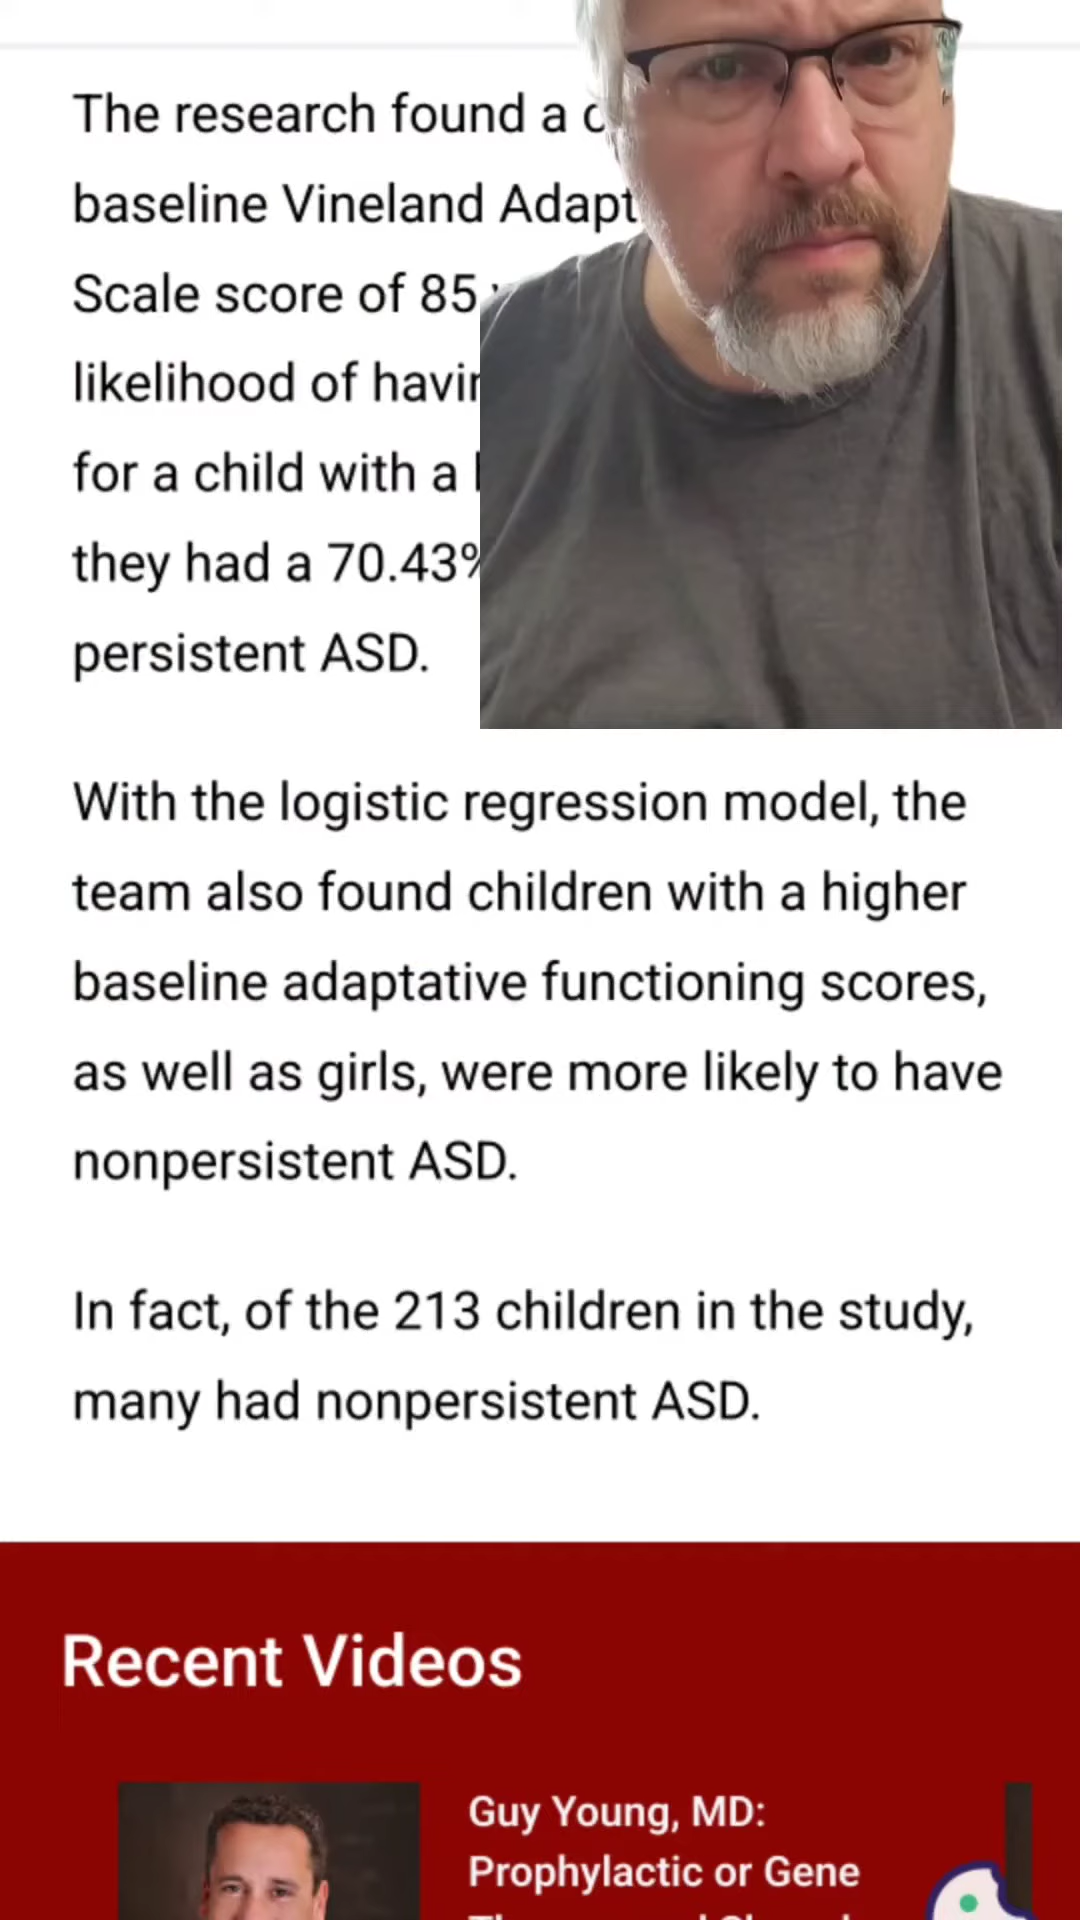 The research found a
baseline Vineland Adapt
Scale score of 85
likelihood of havin
for a child with a
they had a 70.43%
persistent ASD.
With the logistic regression model, the
team also found children with a higher
baseline adaptative functioning scores,
as well as girls, were more likely to have
nonpersistent ASD.
In fact, of the 213 children in the study,
many had nonpersistent ASD.
Recent Videos
Guy Young, MD:
Prophylactic or Gene